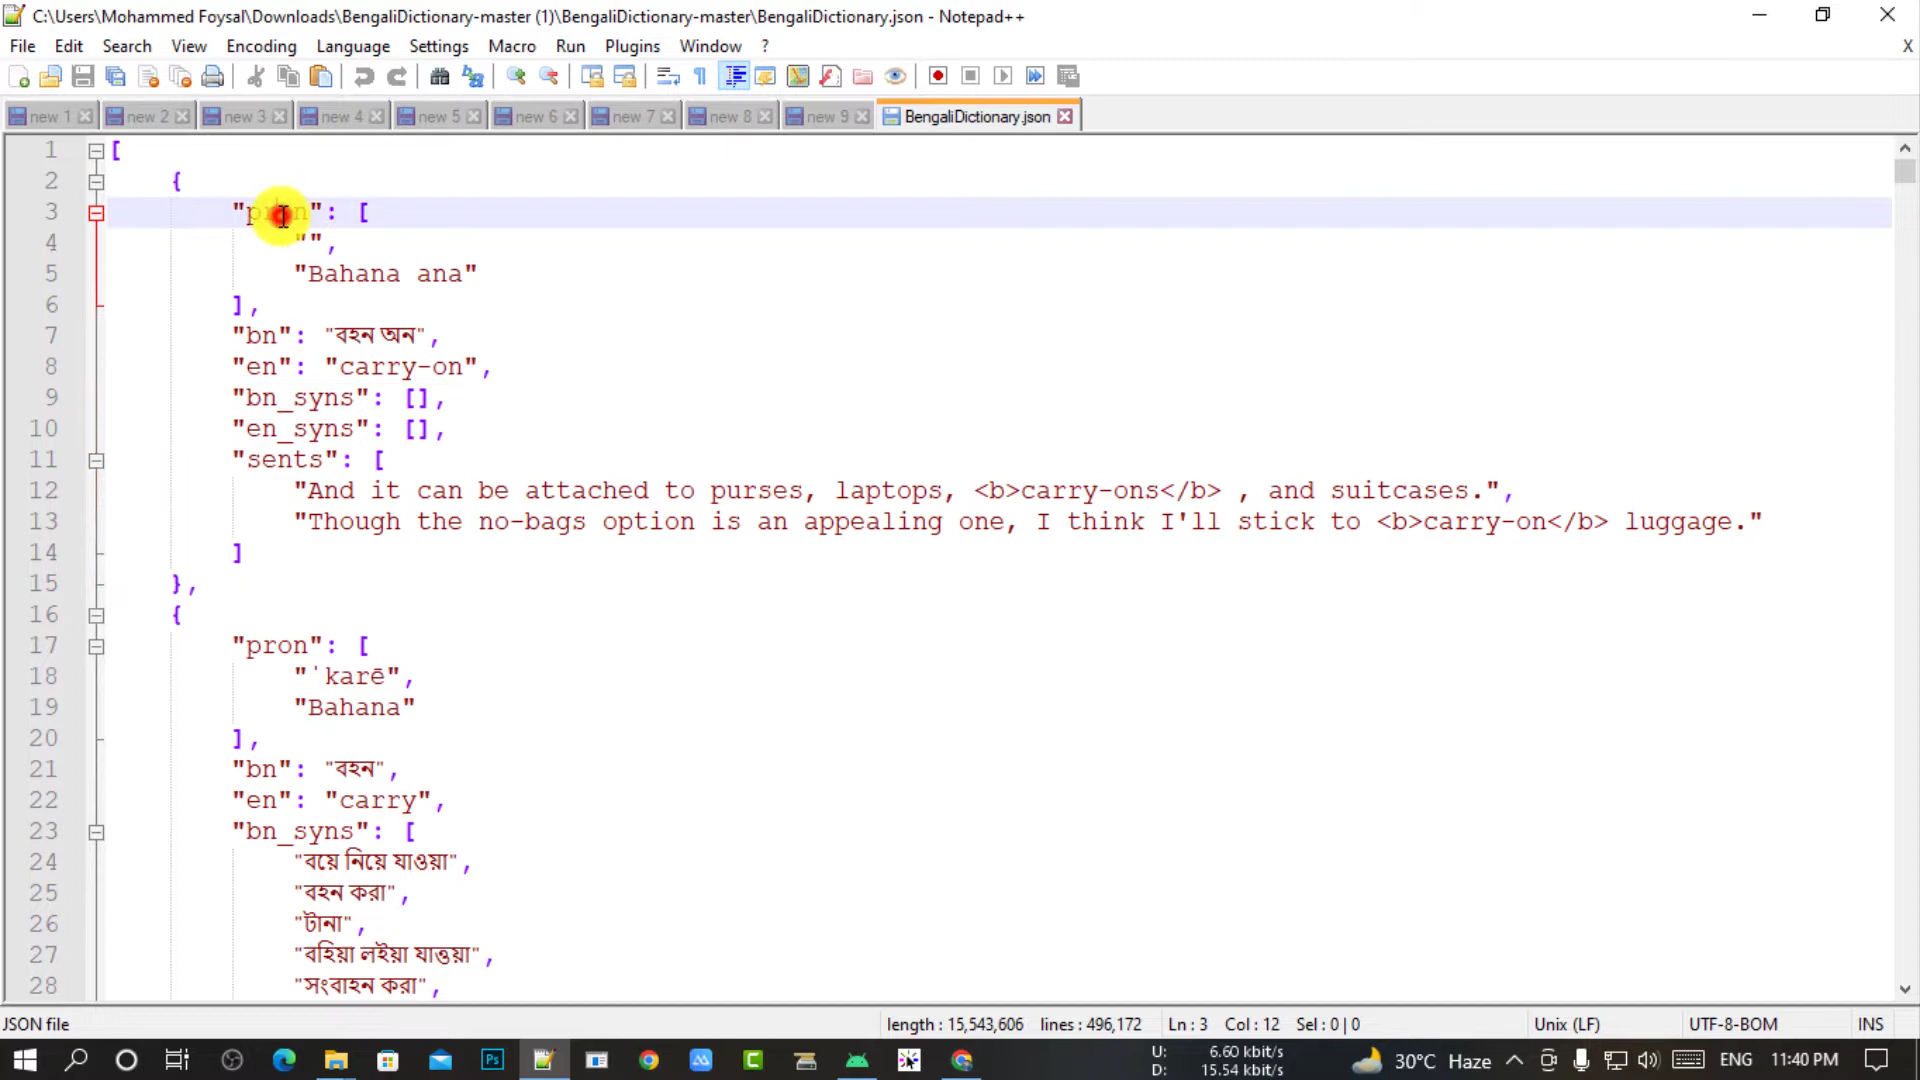 C:\Users\Mohammed Foysal\Downloads\BengaliDictionary-master (1)\BengaliDictionary-master\BengaliDictionary.json - Notepad++
File Edit Search View Encoding Language Settings Macro Run Plugins Window ? X
new 1 new 2 new 3 new 4 new 5 new 6 new 7 new 8 new 9 BengaliDictionary.json
1 [
2 {
3 "pron": [
4 "",
5 "Bahana ana"
6 ],
7 "bn": "বহন অন",
8 "en": "carry-on",
9 "bn_syns": [],
10 "en_syns": [],
11 "sents": [
12 "And it can be attached to purses, laptops, <b>carry-ons</b> , and suitcases.",
13 "Though the no-bags option is an appealing one, I think I'll stick to <b>carry-on</b> luggage."
14 ]
15 },
16 {
17 "pron": [
18 "ˈkarē",
19 "Bahana"
20 ],
21 "bn": "বহন",
22 "en": "carry",
23 "bn_syns": [
24 "বয়ে নিয়ে যাওয়া",
25 "বহন করা",
26 "টানা",
27 "বহিয়া লইয়া যাত্তয়া",
28 "সংবাহন করা",
JSON file length : 15,543,606 lines : 496,172 Ln : 3 Col : 12 Sel : 0 | 0 Unix (LF) UTF-8-BOM INS
U: 6.60 kbit/s
D: 15.54 kbit/s
30°C Haze ENG 11:40 PM